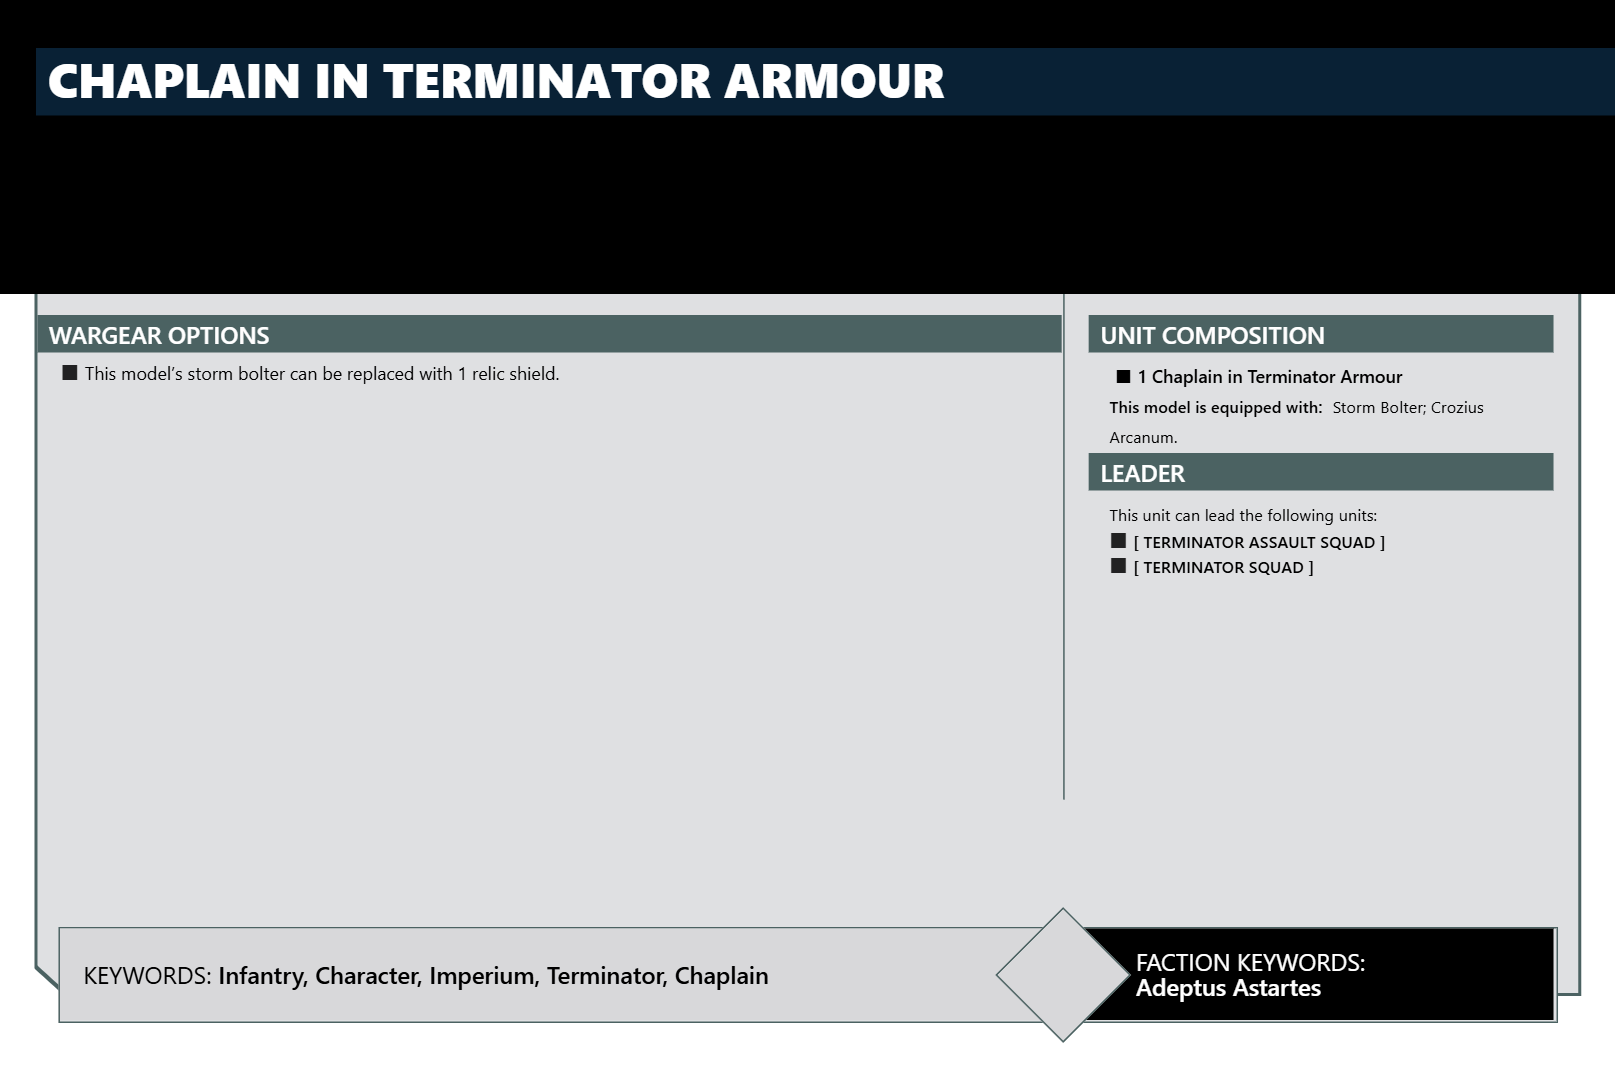 CHAPLAIN IN TERMINATOR ARMOUR
WARGEAR OPTIONS
■ This model’s storm bolter can be replaced with 1 relic shield.
UNIT COMPOSITION
■ 1 Chaplain in Terminator Armour
This model is equipped with: Storm Bolter; Crozius
Arcanum.
LEADER
This unit can lead the following units:
■ [ TERMINATOR ASSAULT SQUAD ]
■ [ TERMINATOR SQUAD ]
KEYWORDS: Infantry, Character, Imperium, Terminator, Chaplain
FACTION KEYWORDS:
Adeptus Astartes